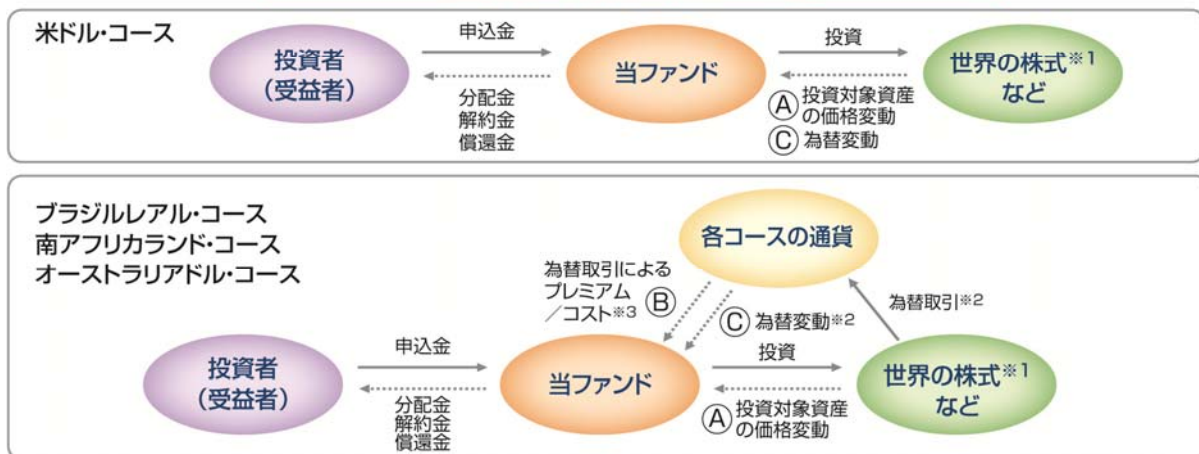 米ドル・コース
投資者
（受益者）
申込金
分配金
解約金
償還金
当ファンド
投資
Ⓐ 投資対象資産
の価格変動
Ⓒ 為替変動
世界の株式※1
など
ブラジルレアル・コース
南アフリカランド・コース
オーストラリアドル・コース
各コースの通貨
為替取引による
プレミアム
／コスト※3 Ⓑ
Ⓒ 為替変動※2
為替取引※2
投資者
（受益者）
申込金
分配金
解約金
償還金
当ファンド
投資
Ⓐ 投資対象資産
の価格変動
世界の株式※1
など